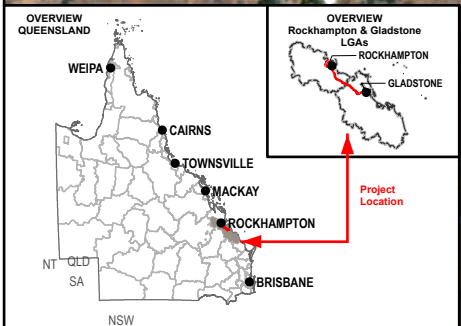 OVERVIEW
QUEENSLAND
WEIPA
CAIRNS
TOWNSVILLE
MACKAY
ROCKHAMPTON
BRISBANE
NT
QLD
SA
NSW
OVERVIEW
Rockhampton & Gladstone
LGAs
ROCKHAMPTON
GLADSTONE
Project
Location